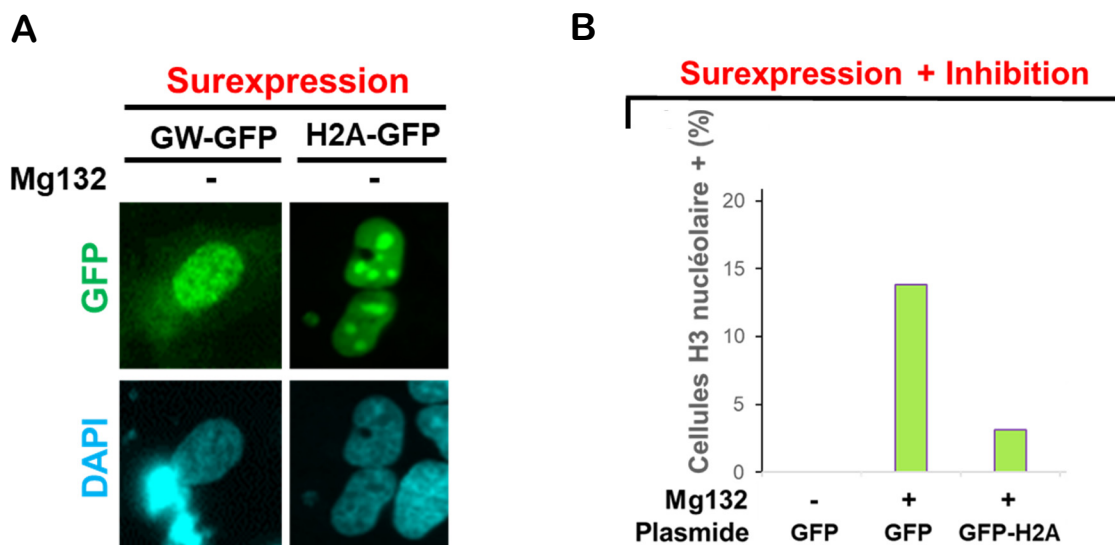 A
Surexpression
GW-GFP H2A-GFP
Mg132 - -
GFP
DAPI
B
Surexpression + Inhibition
Cellules H3 nucléolaire + (%)
20
15
10
5
0
Mg132 - + +
Plasmide GFP GFP GFP-H2A